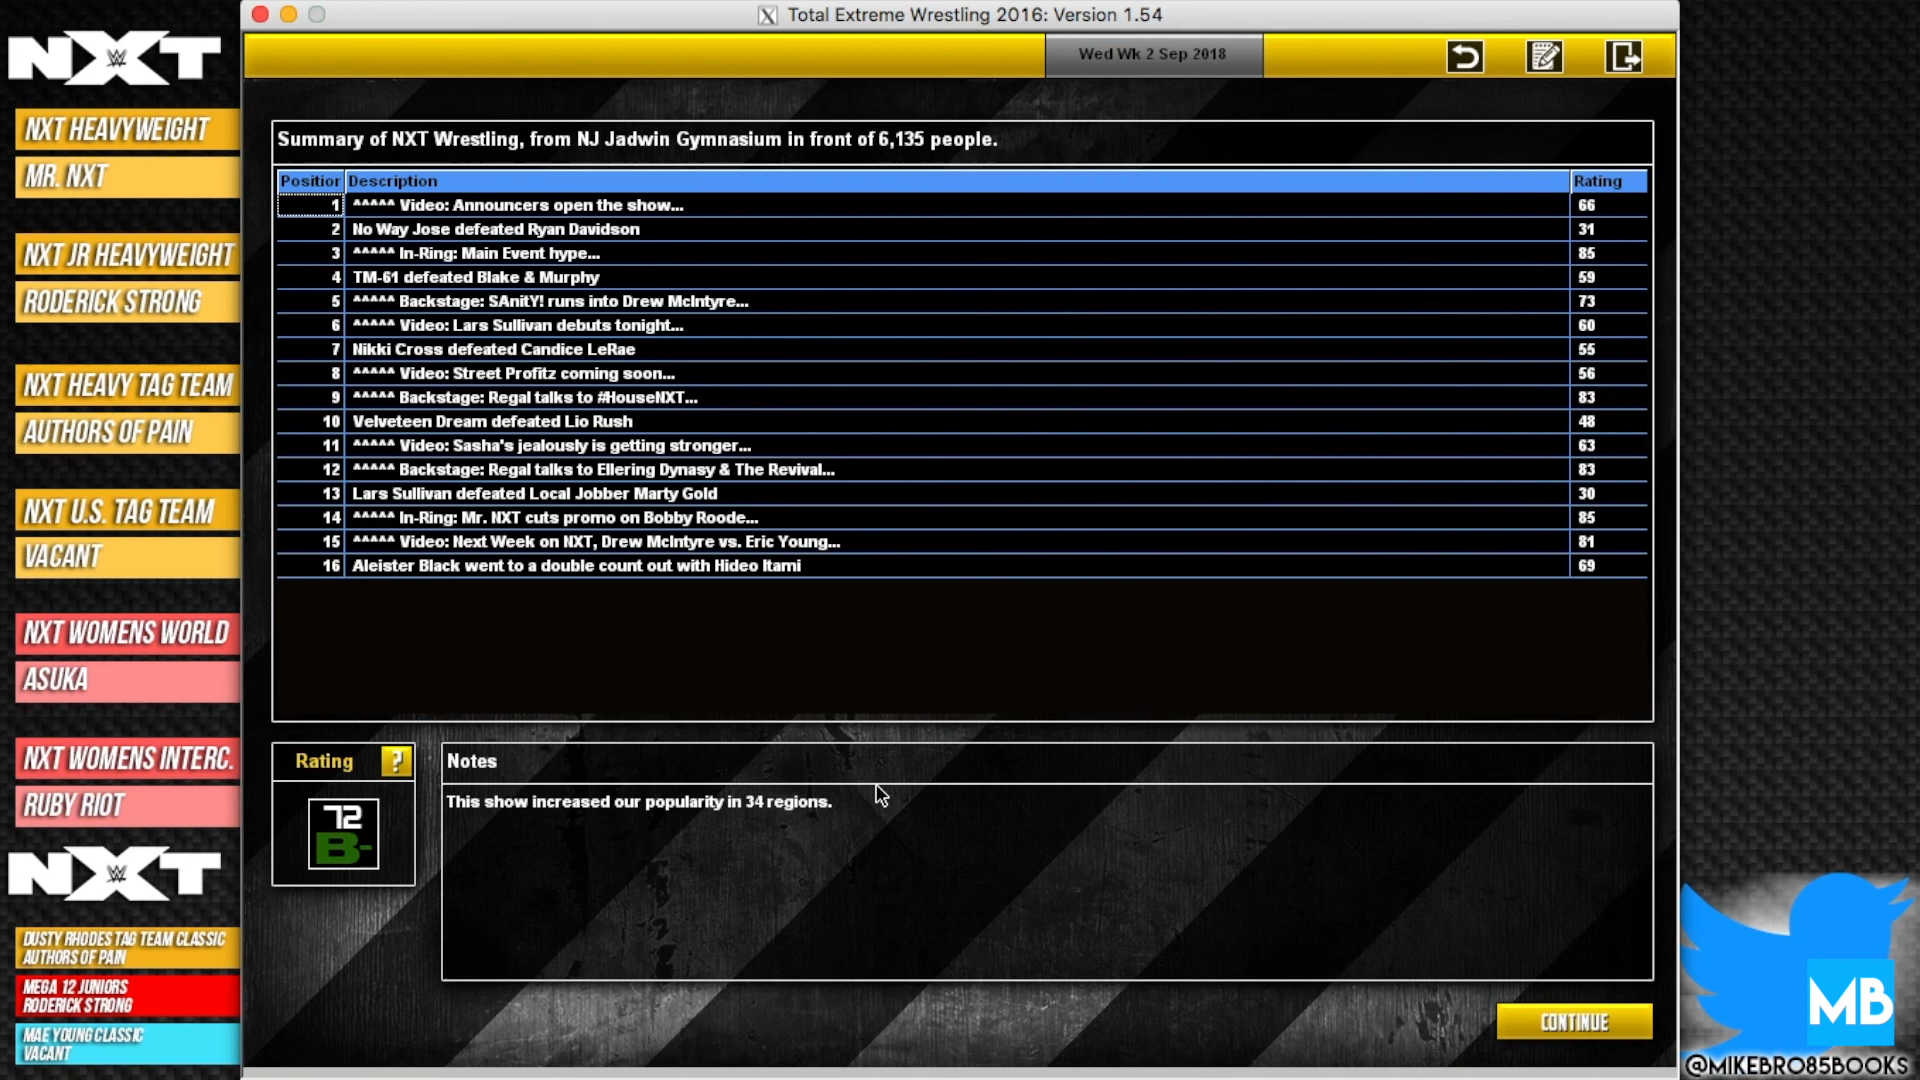 Total Extreme Wrestling 2016: Version 1.54
Wed Wk 2 Sep 2018
NXT
NXT HEAVYWEIGHT
MR. NXT
NXT JR HEAVYWEIGHT
RODERICK STRONG
NXT HEAVY TAG TEAM
AUTHORS OF PAIN
NXT U.S. TAG TEAM
VACANT
NXT WOMENS WORLD
ASUKA
NXT WOMENS INTERC.
RUBY RIOT
NXT
DUSTY RHODES TAG TEAM CLASSIC
AUTHORS OF PAIN
MEGA 12 JUNIORS
RODERICK STRONG
MAE YOUNG CLASSIC
VACANT
Summary of NXT Wrestling, from NJ Jadwin Gymnasium in front of 6,135 people.
Position Description Rating
1 ^^^^^ Video: Announcers open the show... 66
2 No Way Jose defeated Ryan Davidson 31
3 ^^^^^ In-Ring: Main Event hype... 85
4 TM-61 defeated Blake & Murphy 59
5 ^^^^^ Backstage: SAnitY! runs into Drew McIntyre... 73
6 ^^^^^ Video: Lars Sullivan debuts tonight... 60
7 Nikki Cross defeated Candice LeRae 55
8 ^^^^^ Video: Street Profitz coming soon... 56
9 ^^^^^ Backstage: Regal talks to #HouseNXT... 83
10 Velveteen Dream defeated Lio Rush 48
11 ^^^^^ Video: Sasha's jealously is getting stronger... 63
12 ^^^^^ Backstage: Regal talks to Ellering Dynasy & The Revival... 83
13 Lars Sullivan defeated Local Jobber Marty Gold 30
14 ^^^^^ In-Ring: Mr. NXT cuts promo on Bobby Roode... 85
15 ^^^^^ Video: Next Week on NXT, Drew McIntyre vs. Eric Young... 81
16 Aleister Black went to a double count out with Hideo Itami 69
Rating ?
72
B-
Notes
This show increased our popularity in 34 regions.
CONTINUE
MB
@MIKEBRO85BOOKS